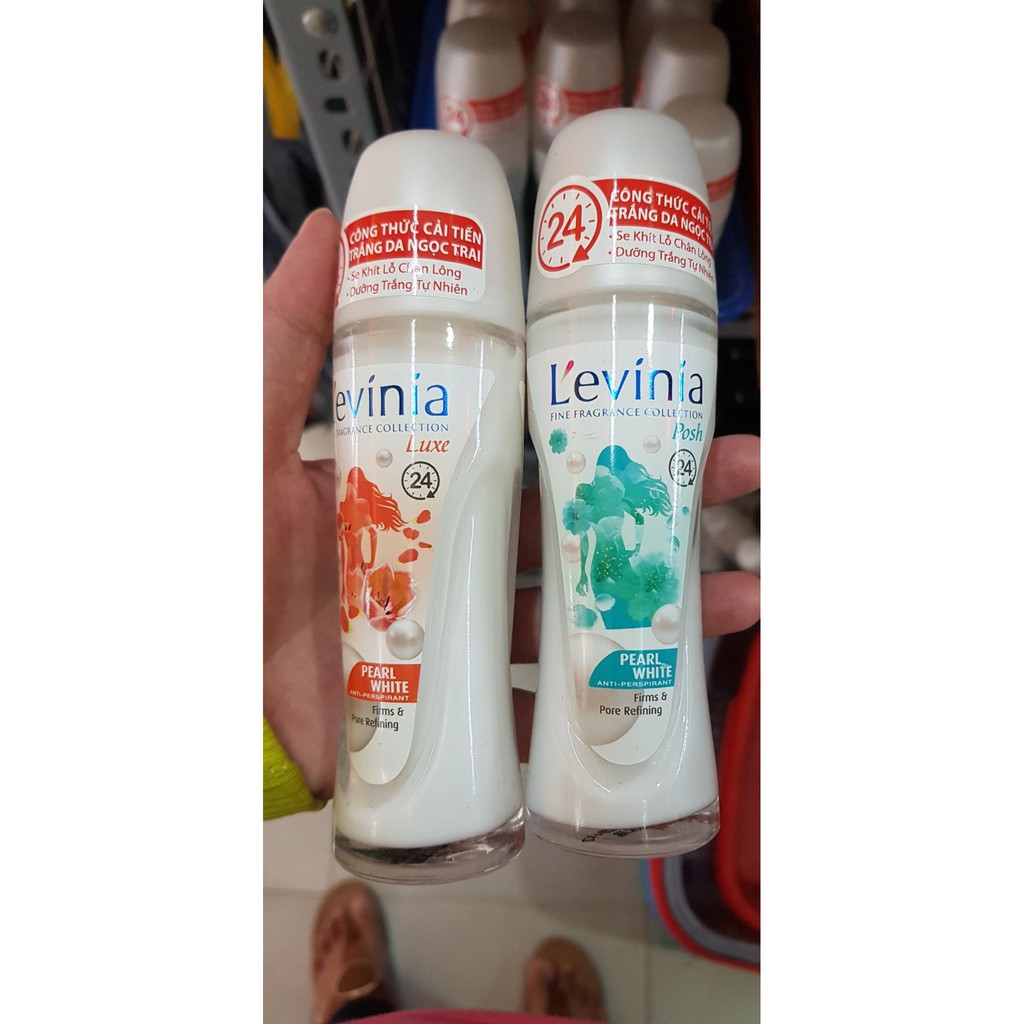 CÔNG THỨC CẢI TIẾN
TRẮNG DA NGỌC TRAI
• Se Khít Lỗ Chân Lông
• Dưỡng Trắng Tự Nhiên
L'evinia
FRAGRANCE COLLECTION
Luxe
24
PEARL
WHITE
ANTI-PERSPIRANT
Firms &
Pore Refining
24
CÔNG THỨC CẢI
TRẮNG DA NGỌC
• Se Khít Lỗ Chân Lông
• Dưỡng Trắng Tự
L'evinia
FINE FRAGRANCE COLLECTION
Posh
24
PEARL
WHITE
ANTI-PERSPIRANT
Firms &
Pore Refining
24